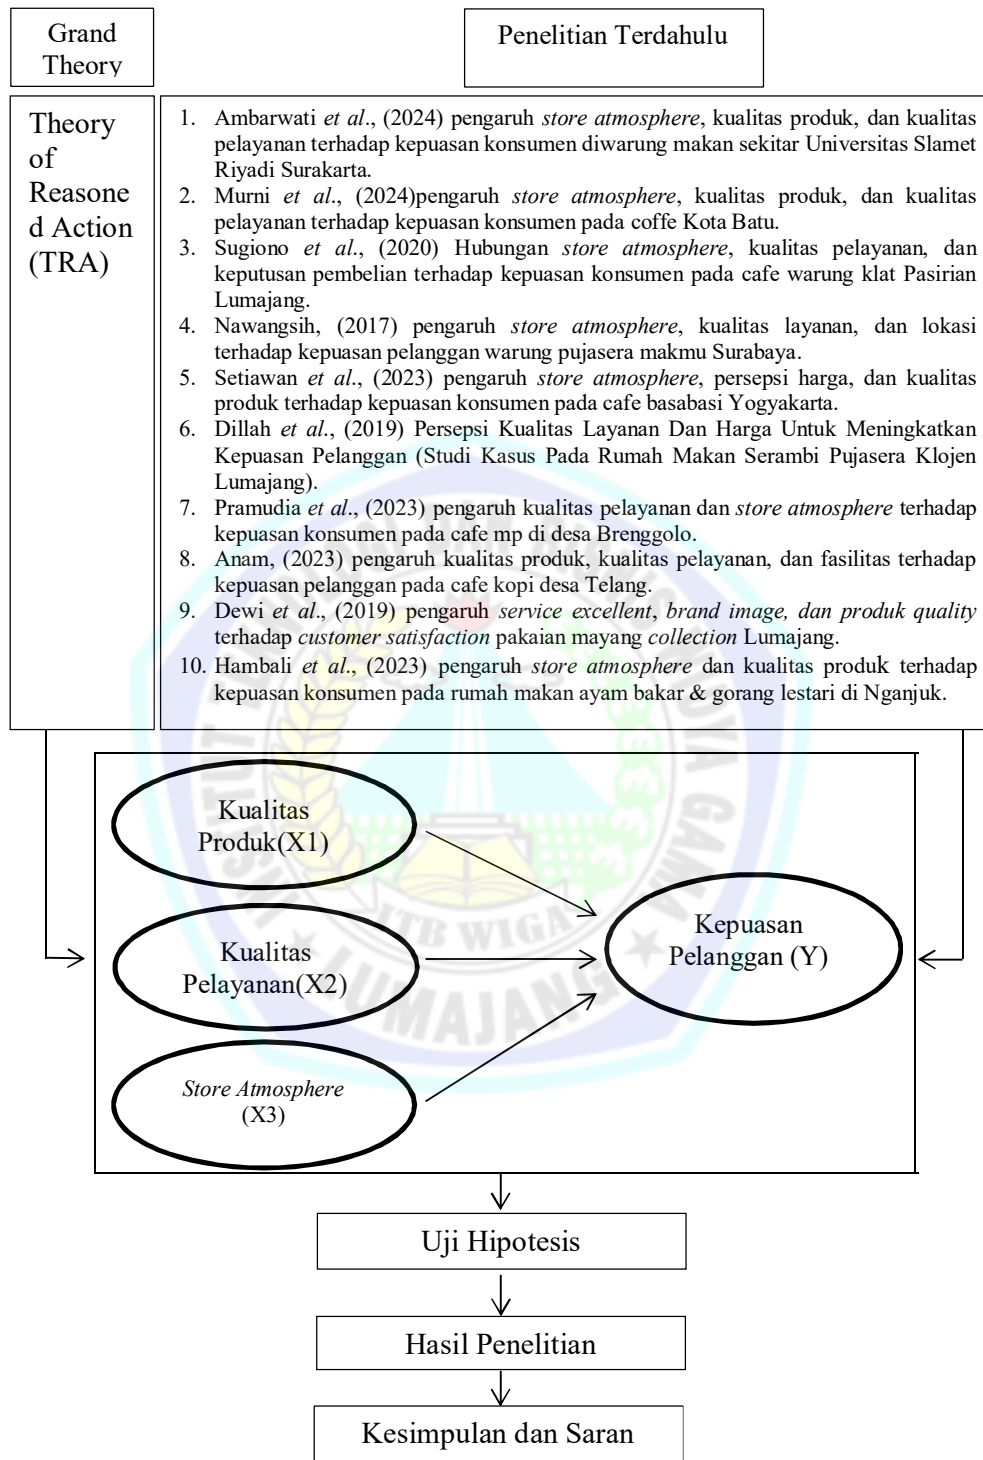 Grand
Theory
Penelitian Terdahulu
Theory
of
Reasone
d Action
(TRA)
1. Ambarwati et al., (2024) pengaruh store atmosphere, kualitas produk, dan kualitas
pelayanan terhadap kepuasan konsumen diwarung makan sekitar Universitas Slamet
Riyadi Surakarta.
2. Murni et al., (2024)pengaruh store atmosphere, kualitas produk, dan kualitas
pelayanan terhadap kepuasan konsumen pada coffe Kota Batu.
3. Sugiono et al., (2020) Hubungan store atmosphere, kualitas pelayanan, dan
keputusan pembelian terhadap kepuasan konsumen pada cafe warung klat Pasirian
Lumajang.
4. Nawangsih, (2017) pengaruh store atmosphere, kualitas layanan, dan lokasi
terhadap kepuasan pelanggan warung pujasera makmu Surabaya.
5. Setiawan et al., (2023) pengaruh store atmosphere, persepsi harga, dan kualitas
produk terhadap kepuasan konsumen pada cafe basabasi Yogyakarta.
6. Dillah et al., (2019) Persepsi Kualitas Layanan Dan Harga Untuk Meningkatkan
Kepuasan Pelanggan (Studi Kasus Pada Rumah Makan Serambi Pujasera Klojen
Lumajang).
7. Pramudia et al., (2023) pengaruh kualitas pelayanan dan store atmosphere terhadap
kepuasan konsumen pada cafe mp di desa Brenggolo.
8. Anam, (2023) pengaruh kualitas produk, kualitas pelayanan, dan fasilitas terhadap
kepuasan pelanggan pada cafe kopi desa Telang.
9. Dewi et al., (2019) pengaruh service excellent, brand image, dan produk quality
terhadap customer satisfaction pakaian mayang collection Lumajang.
10. Hambali et al., (2023) pengaruh store atmosphere dan kualitas produk terhadap
kepuasan konsumen pada rumah makan ayam bakar & gorang lestari di Nganjuk.
INSTITUT TEKNOLOGI DAN BISNIS WIDYA GAMA
ITB WIGA
LUMAJANG
Kualitas
Produk(X1)
Kualitas
Pelayanan(X2)
Store Atmosphere
(X3)
Kepuasan
Pelanggan (Y)
Uji Hipotesis
Hasil Penelitian
Kesimpulan dan Saran